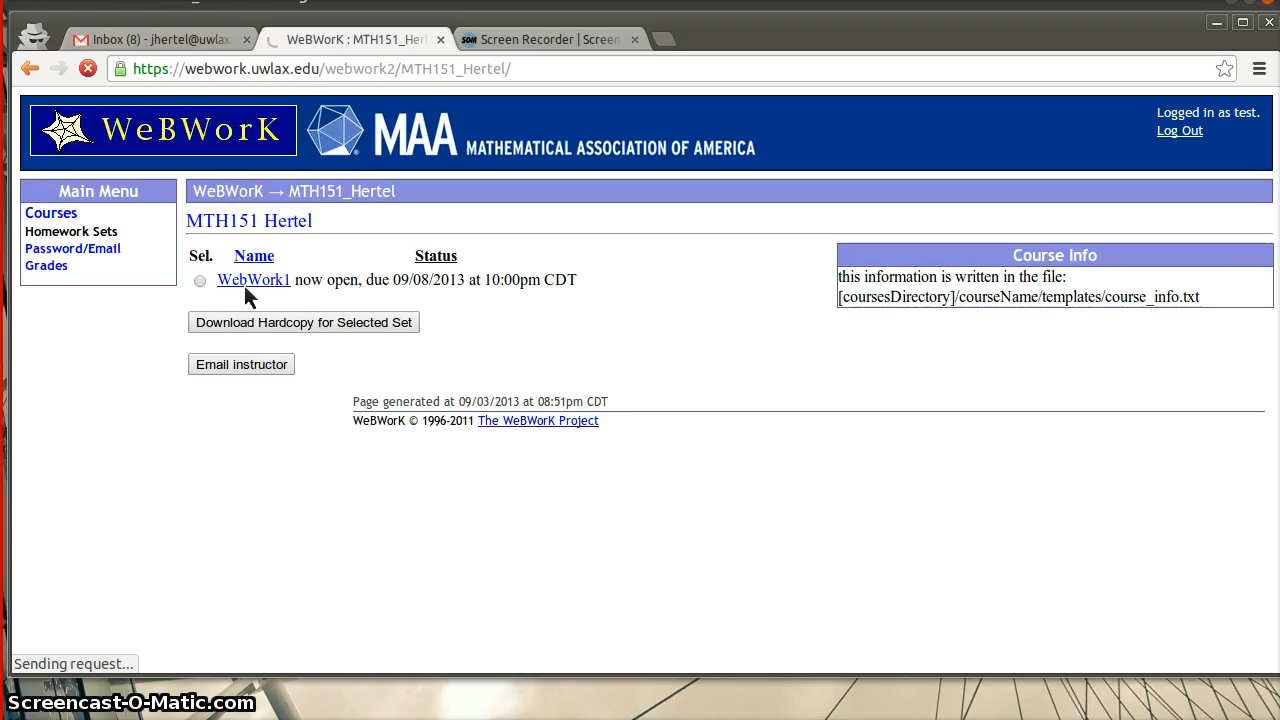 Inbox (8) - jhertel@uwlax.
WeBWorK : MTH151_Her
Screen Recorder | Screen
https://webwork.uwlax.edu/webwork2/MTH151_Hertel/
WeBWorK
MAA MATHEMATICAL ASSOCIATION OF AMERICA
Logged in as test.
Log Out
Main Menu
Courses
Homework Sets
Password/Email
Grades
WeBWorK → MTH151_Hertel
MTH151 Hertel
Sel. Name Status
WebWork1 now open, due 09/08/2013 at 10:00pm CDT
Download Hardcopy for Selected Set
Email instructor
Course Info
this information is written in the file:
[coursesDirectory]/courseName/templates/course_info.txt
Page generated at 09/03/2013 at 08:51pm CDT
WeBWorK © 1996-2011 The WeBWorK Project
Sending request...
Screencast-O-Matic.com